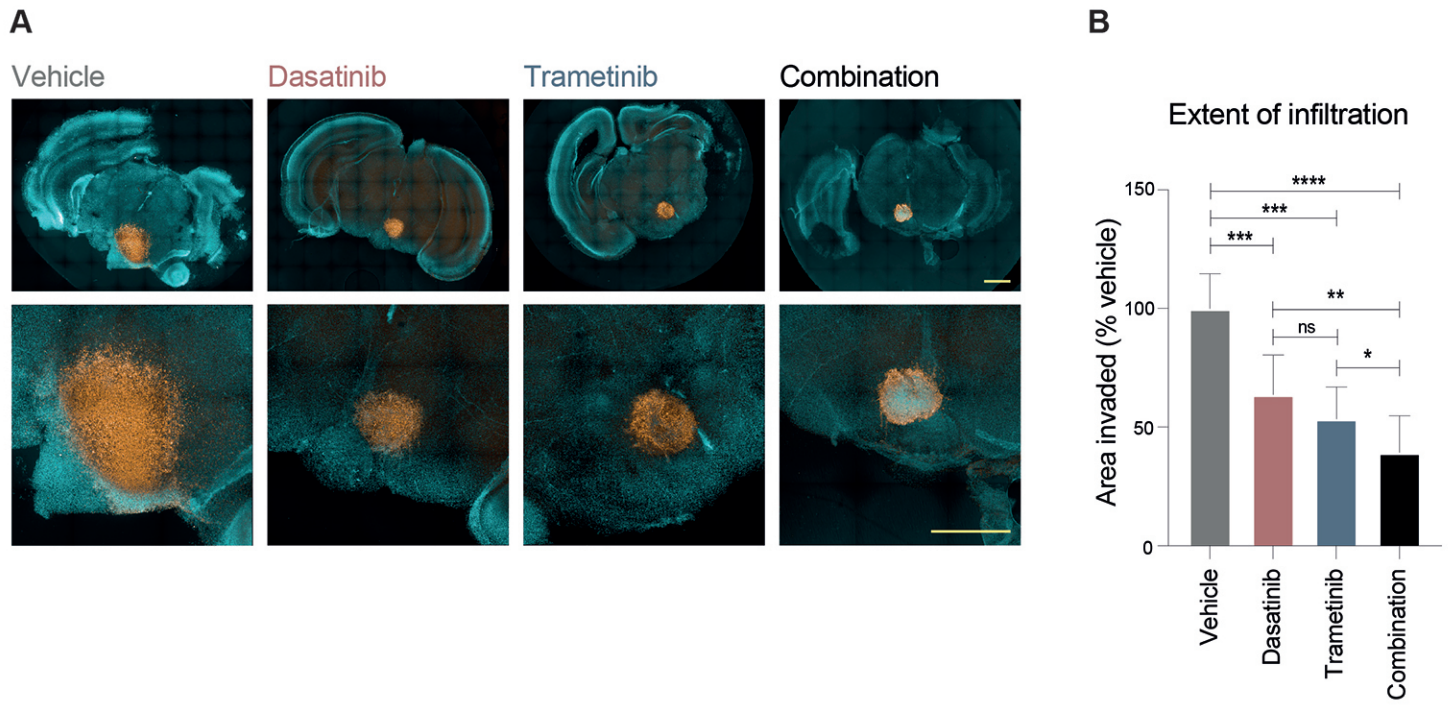 A
B
Vehicle
Dasatinib
Trametinib
Combination
Extent of infiltration
Area invaded (% vehicle)
150
100
50
0
****
***
***
**
ns
*
Vehicle
Dasatinib
Trametinib
Combination